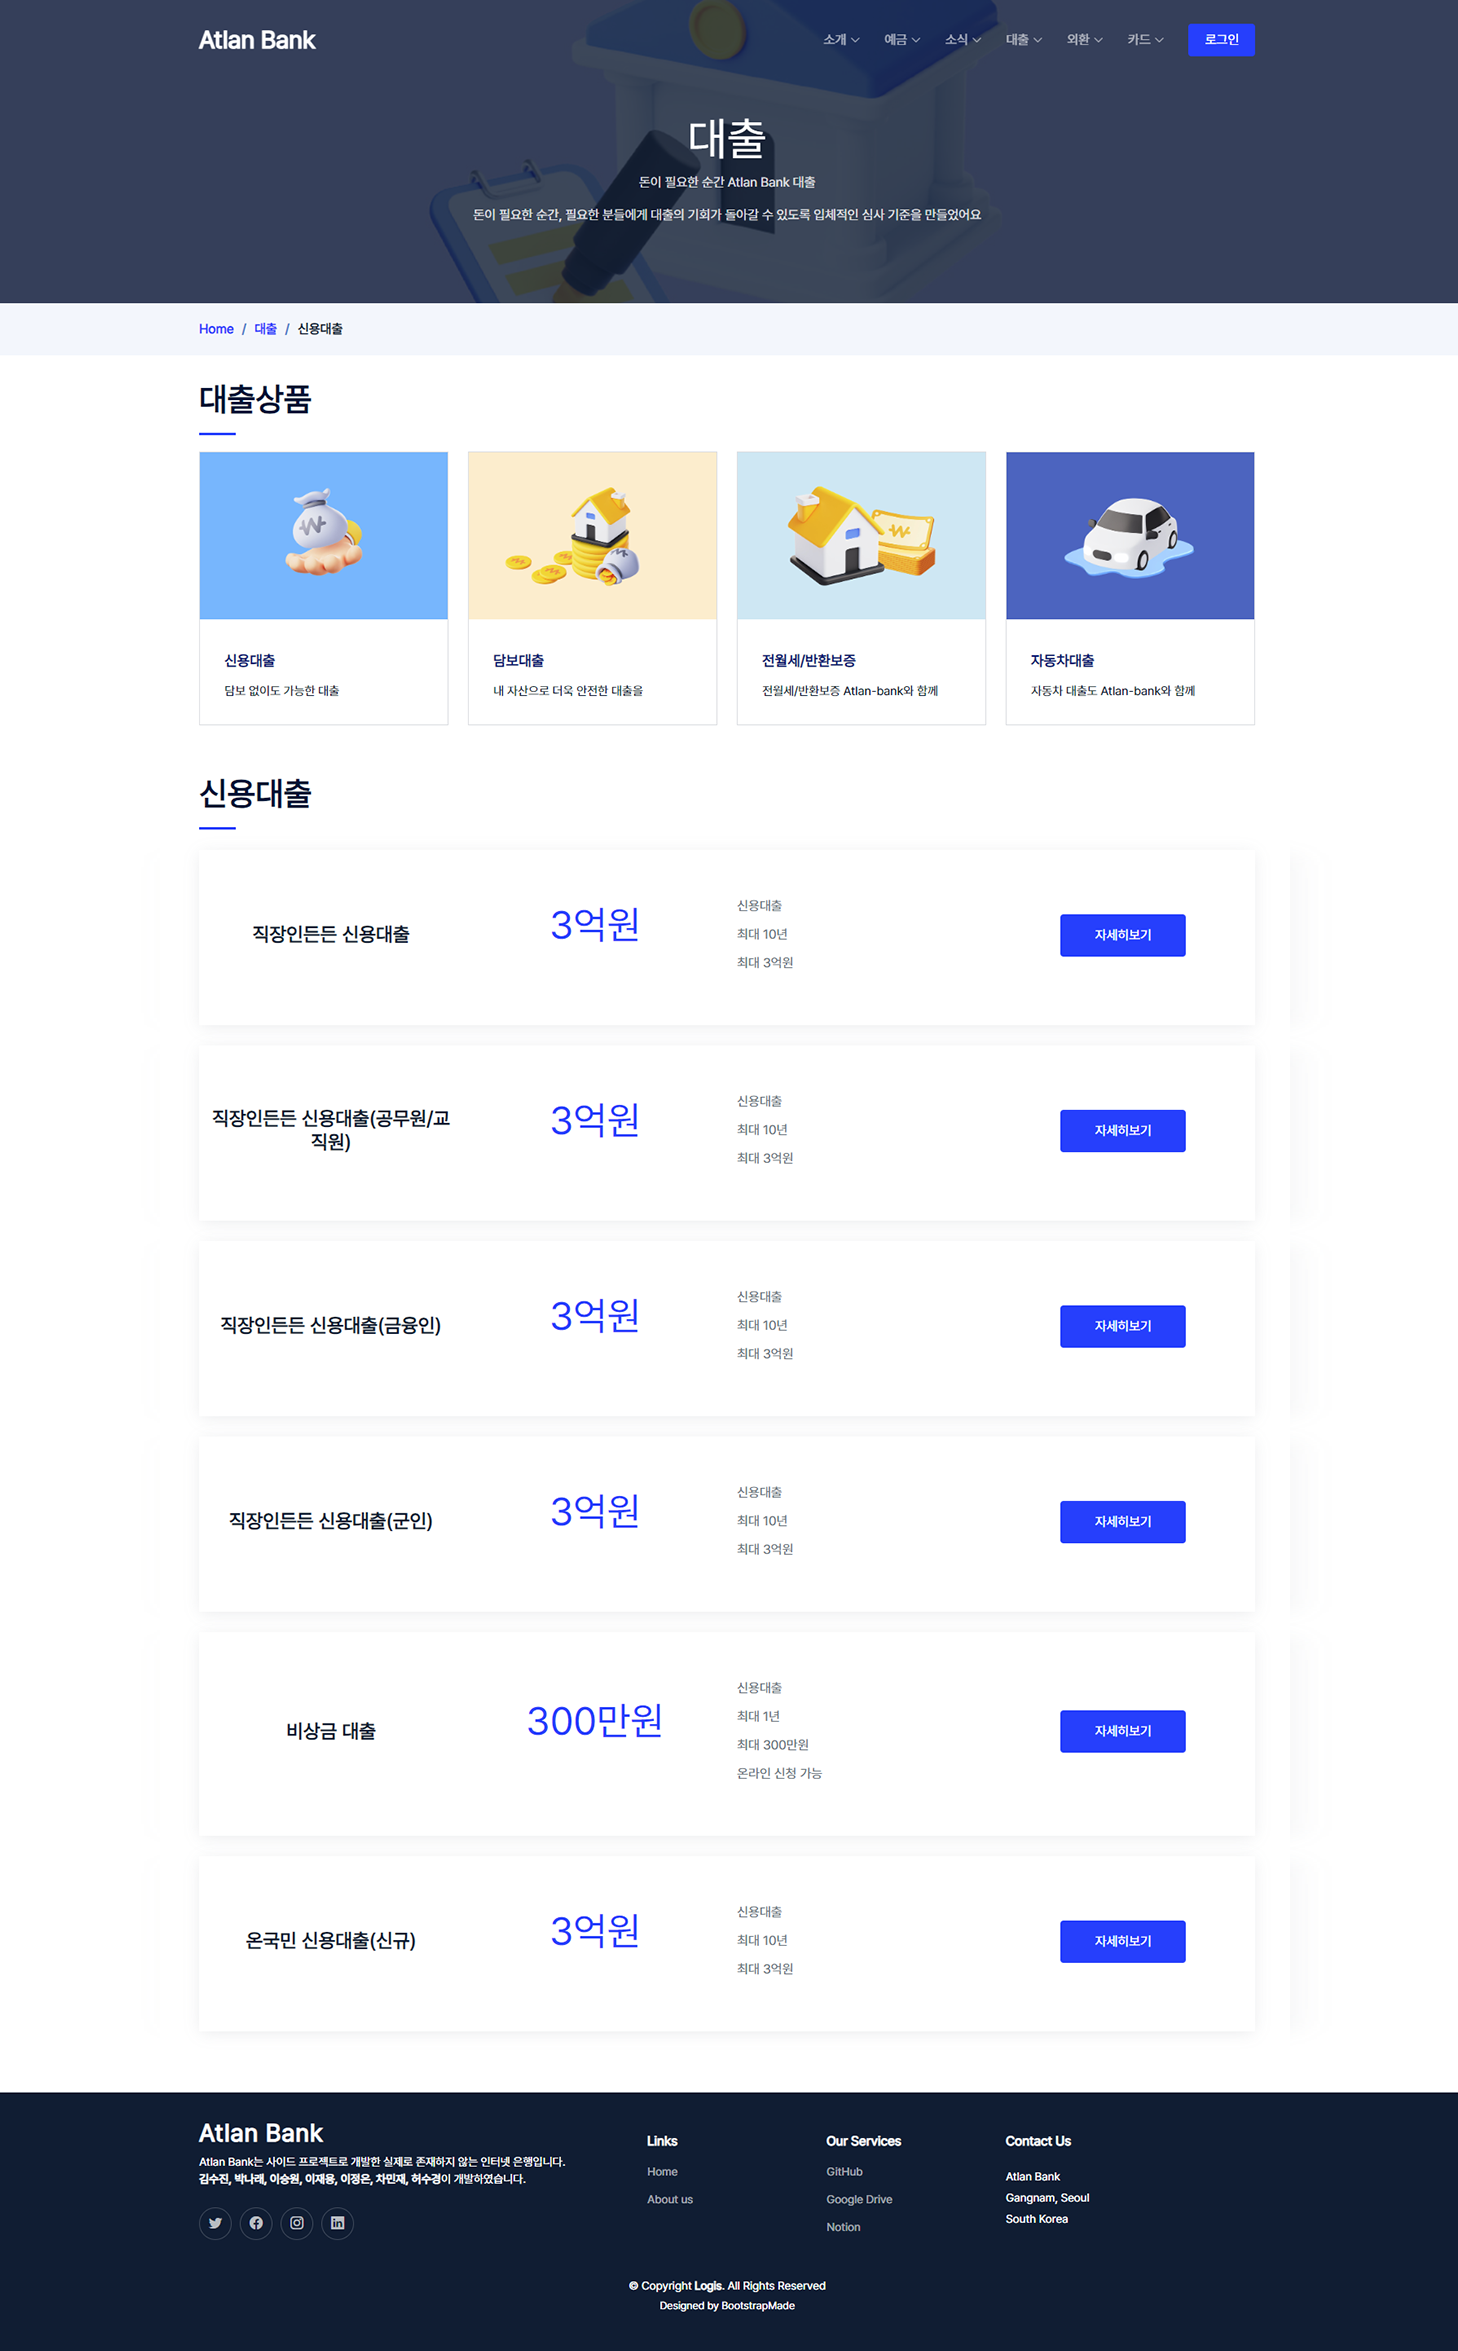 Atlan Bank
소개 예금 소식 대출 외환 카드 로그인
대출
돈이 필요한 순간 Atlan Bank 대출
돈이 필요한 순간, 필요한 분들에게 대출의 기회가 돌아갈 수 있도록 입체적인 심사 기준을 만들었어요
Home / 대출 / 신용대출
대출상품
신용대출
담보 없이도 가능한 대출
담보대출
내 자산으로 더욱 안전한 대출을
전월세/반환보증
전월세/반환보증 Atlan-bank와 함께
자동차대출
자동차 대출도 Atlan-bank와 함께
신용대출
직장인든든 신용대출
3억원
신용대출
최대 10년
최대 3억원
자세히보기
직장인든든 신용대출(공무원/교
직원)
3억원
신용대출
최대 10년
최대 3억원
자세히보기
직장인든든 신용대출(금융인)
3억원
신용대출
최대 10년
최대 3억원
자세히보기
직장인든든 신용대출(군인)
3억원
신용대출
최대 10년
최대 3억원
자세히보기
비상금 대출
300만원
신용대출
최대 1년
최대 300만원
온라인 신청 가능
자세히보기
온국민 신용대출(신규)
3억원
신용대출
최대 10년
최대 3억원
자세히보기
Atlan Bank
Atlan Bank는 사이드 프로젝트로 개발한 실제로 존재하지 않는 인터넷 은행입니다.
김수진, 박나래, 이승원, 이재용, 이정은, 차민재, 허수경이 개발하였습니다.
Links
Home
About us
Our Services
GitHub
Google Drive
Notion
Contact Us
Atlan Bank
Gangnam, Seoul
South Korea
© Copyright Logis. All Rights Reserved
Designed by BootstrapMade